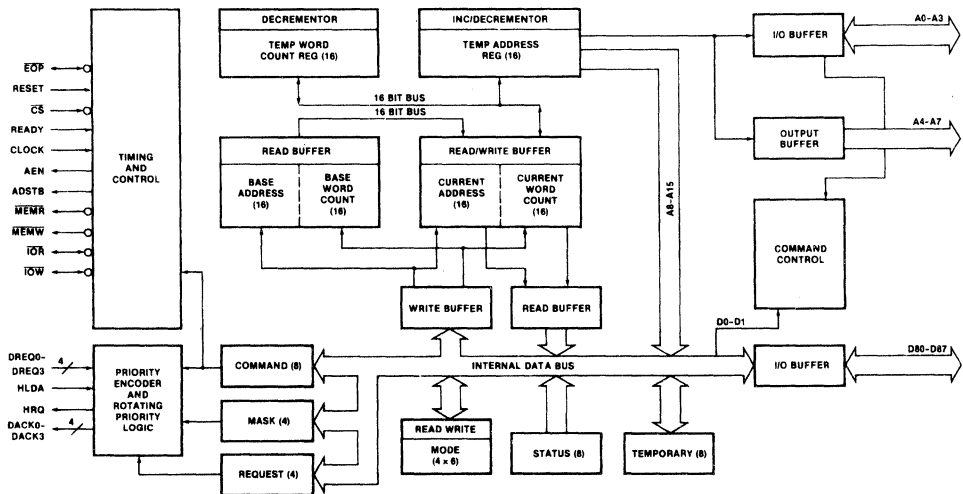 DECREMENTOR
TEMP WORD
COUNT REG (16)
INC/DECREMENTOR
TEMP ADDRESS
REG (16)
I/O BUFFER
A0–A3
EOP
RESET
CS
READY
CLOCK
AEN
ADSTB
MEMR
MEMW
IOR
IOW
TIMING
AND
CONTROL
16 BIT BUS
16 BIT BUS
READ BUFFER
BASE
ADDRESS
(16)
BASE
WORD
COUNT
(16)
READ/WRITE BUFFER
CURRENT
ADDRESS
(16)
CURRENT
WORD
COUNT
(16)
A8–A15
OUTPUT
BUFFER
A4–A7
COMMAND
CONTROL
WRITE BUFFER
READ BUFFER
D0–D1
DREQ0-
DREQ3
4
HLDA
HRQ
DACK0-
DACK3
4
PRIORITY
ENCODER
AND
ROTATING
PRIORITY
LOGIC
COMMAND (8)
MASK (4)
REQUEST (4)
INTERNAL DATA BUS
I/O BUFFER
D80–D87
READ WRITE
MODE
(4 x 6)
STATUS (8)
TEMPORARY (8)